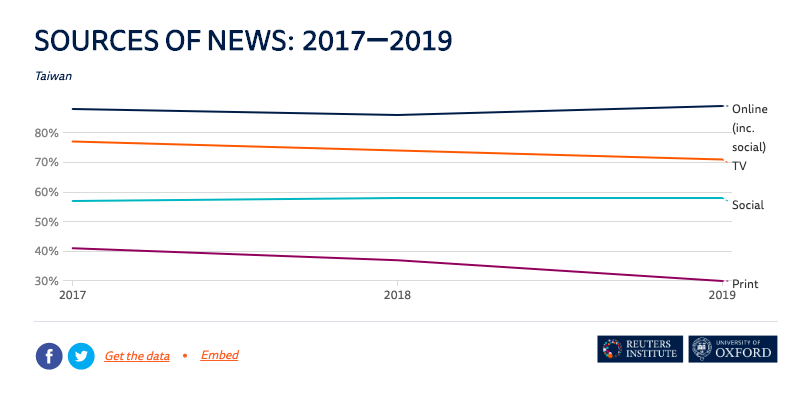 SOURCES OF NEWS: 2017—2019
Taiwan
Online
(inc.
social)
80%
TV
70%
60%
Social
50%
40%
30%
Print
2017
2018
2019
Get the data • Embed
REUTERS
INSTITUTE
UNIVERSITY OF
OXFORD